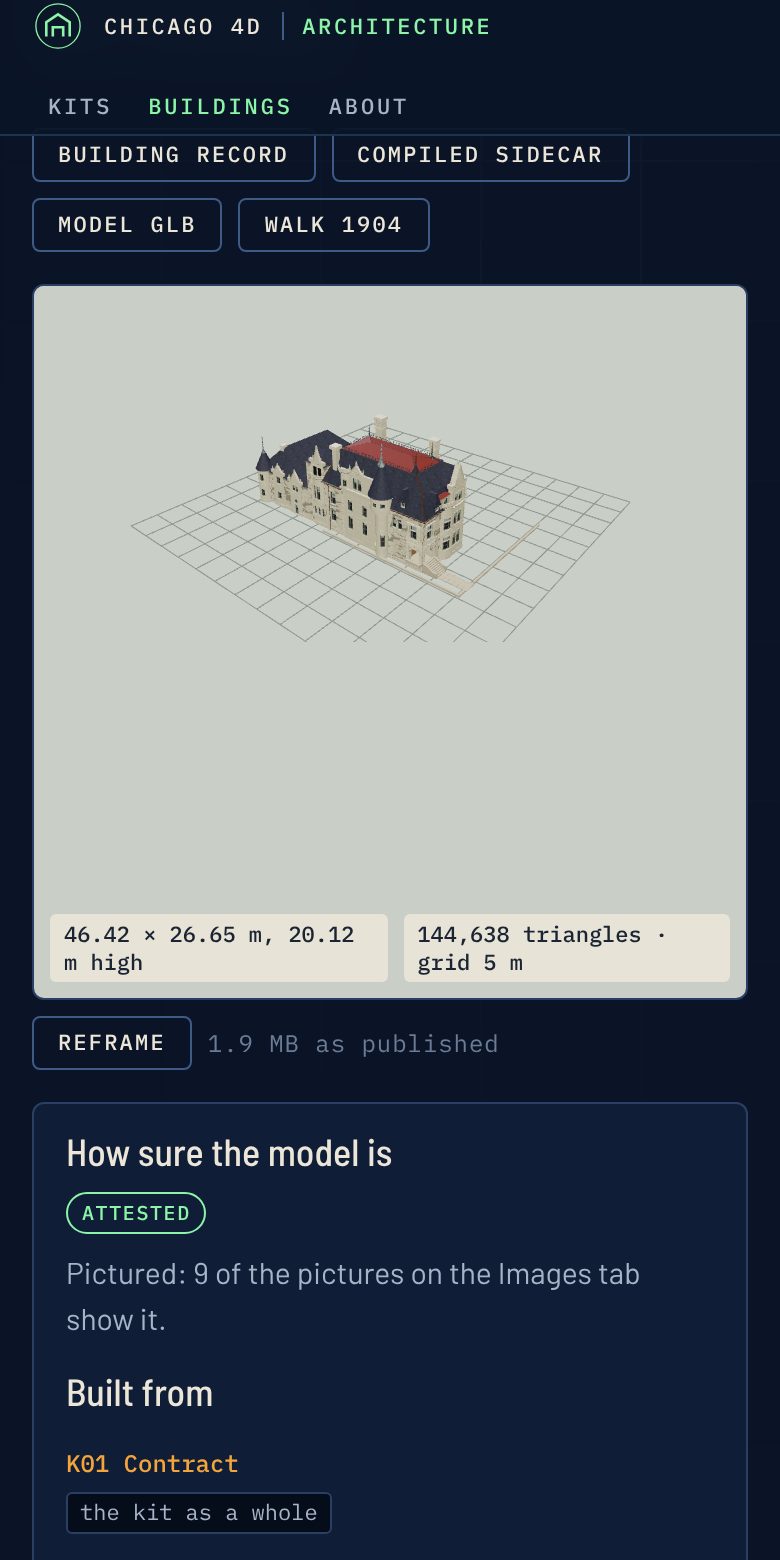 CHICAGO 4D | ARCHITECTURE
KITS BUILDINGS ABOUT
BUILDING RECORD COMPILED SIDECAR
MODEL GLB WALK 1904
46.42 × 26.65 m, 20.12
m high
144,638 triangles ·
grid 5 m
REFRAME 1.9 MB as published
How sure the model is
ATTESTED
Pictured: 9 of the pictures on the Images tab
show it.
Built from
K01 Contract
the kit as a whole